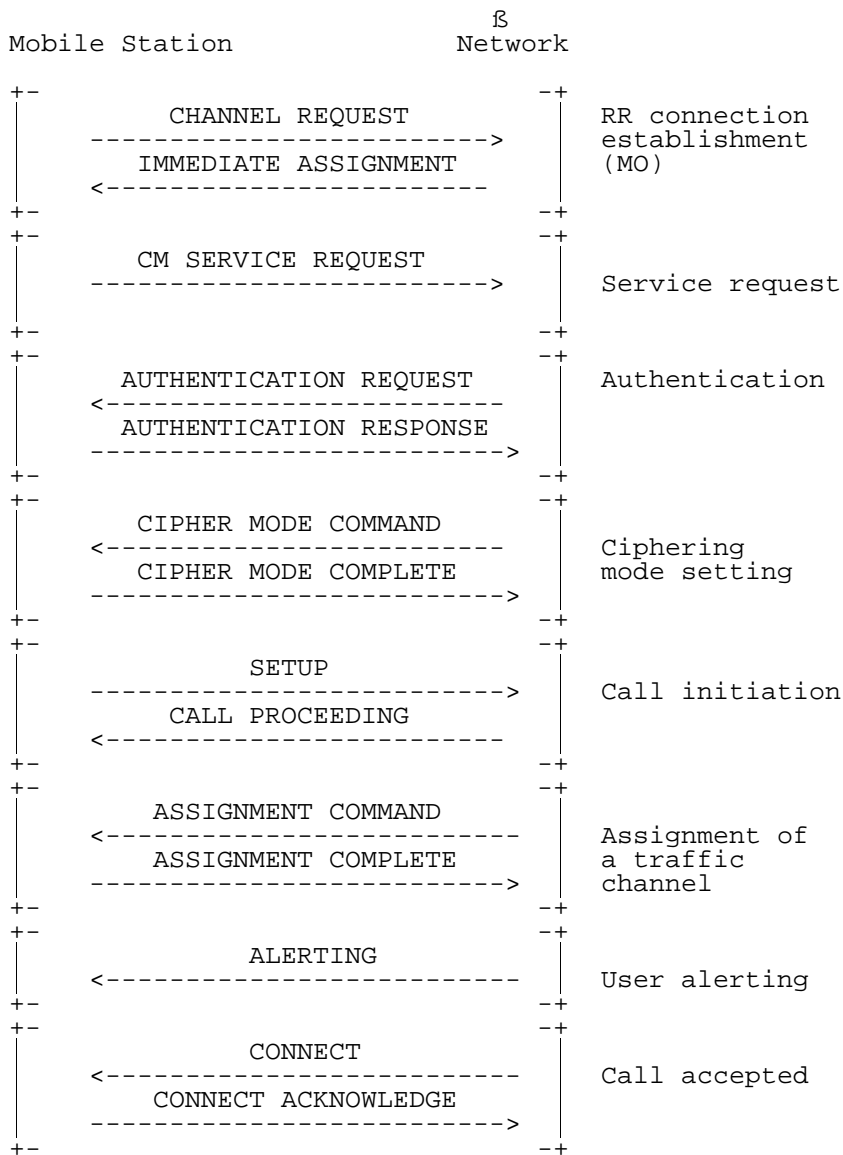 ß
Mobile Station Network
CHANNEL REQUEST RR connection
-------------------------> establishment
IMMEDIATE ASSIGNMENT (MO)
<------------------------
CM SERVICE REQUEST
-------------------------> Service request
AUTHENTICATION REQUEST Authentication
<-------------------------
AUTHENTICATION RESPONSE
-------------------------->
CIPHER MODE COMMAND
<------------------------- Ciphering
CIPHER MODE COMPLETE mode setting
-------------------------->
SETUP
--------------------------> Call initiation
CALL PROCEEDING
<-------------------------
ASSIGNMENT COMMAND
<-------------------------- Assignment of
ASSIGNMENT COMPLETE a traffic
--------------------------> channel
ALERTING
<-------------------------- User alerting
CONNECT
<-------------------------- Call accepted
CONNECT ACKNOWLEDGE
-------------------------->